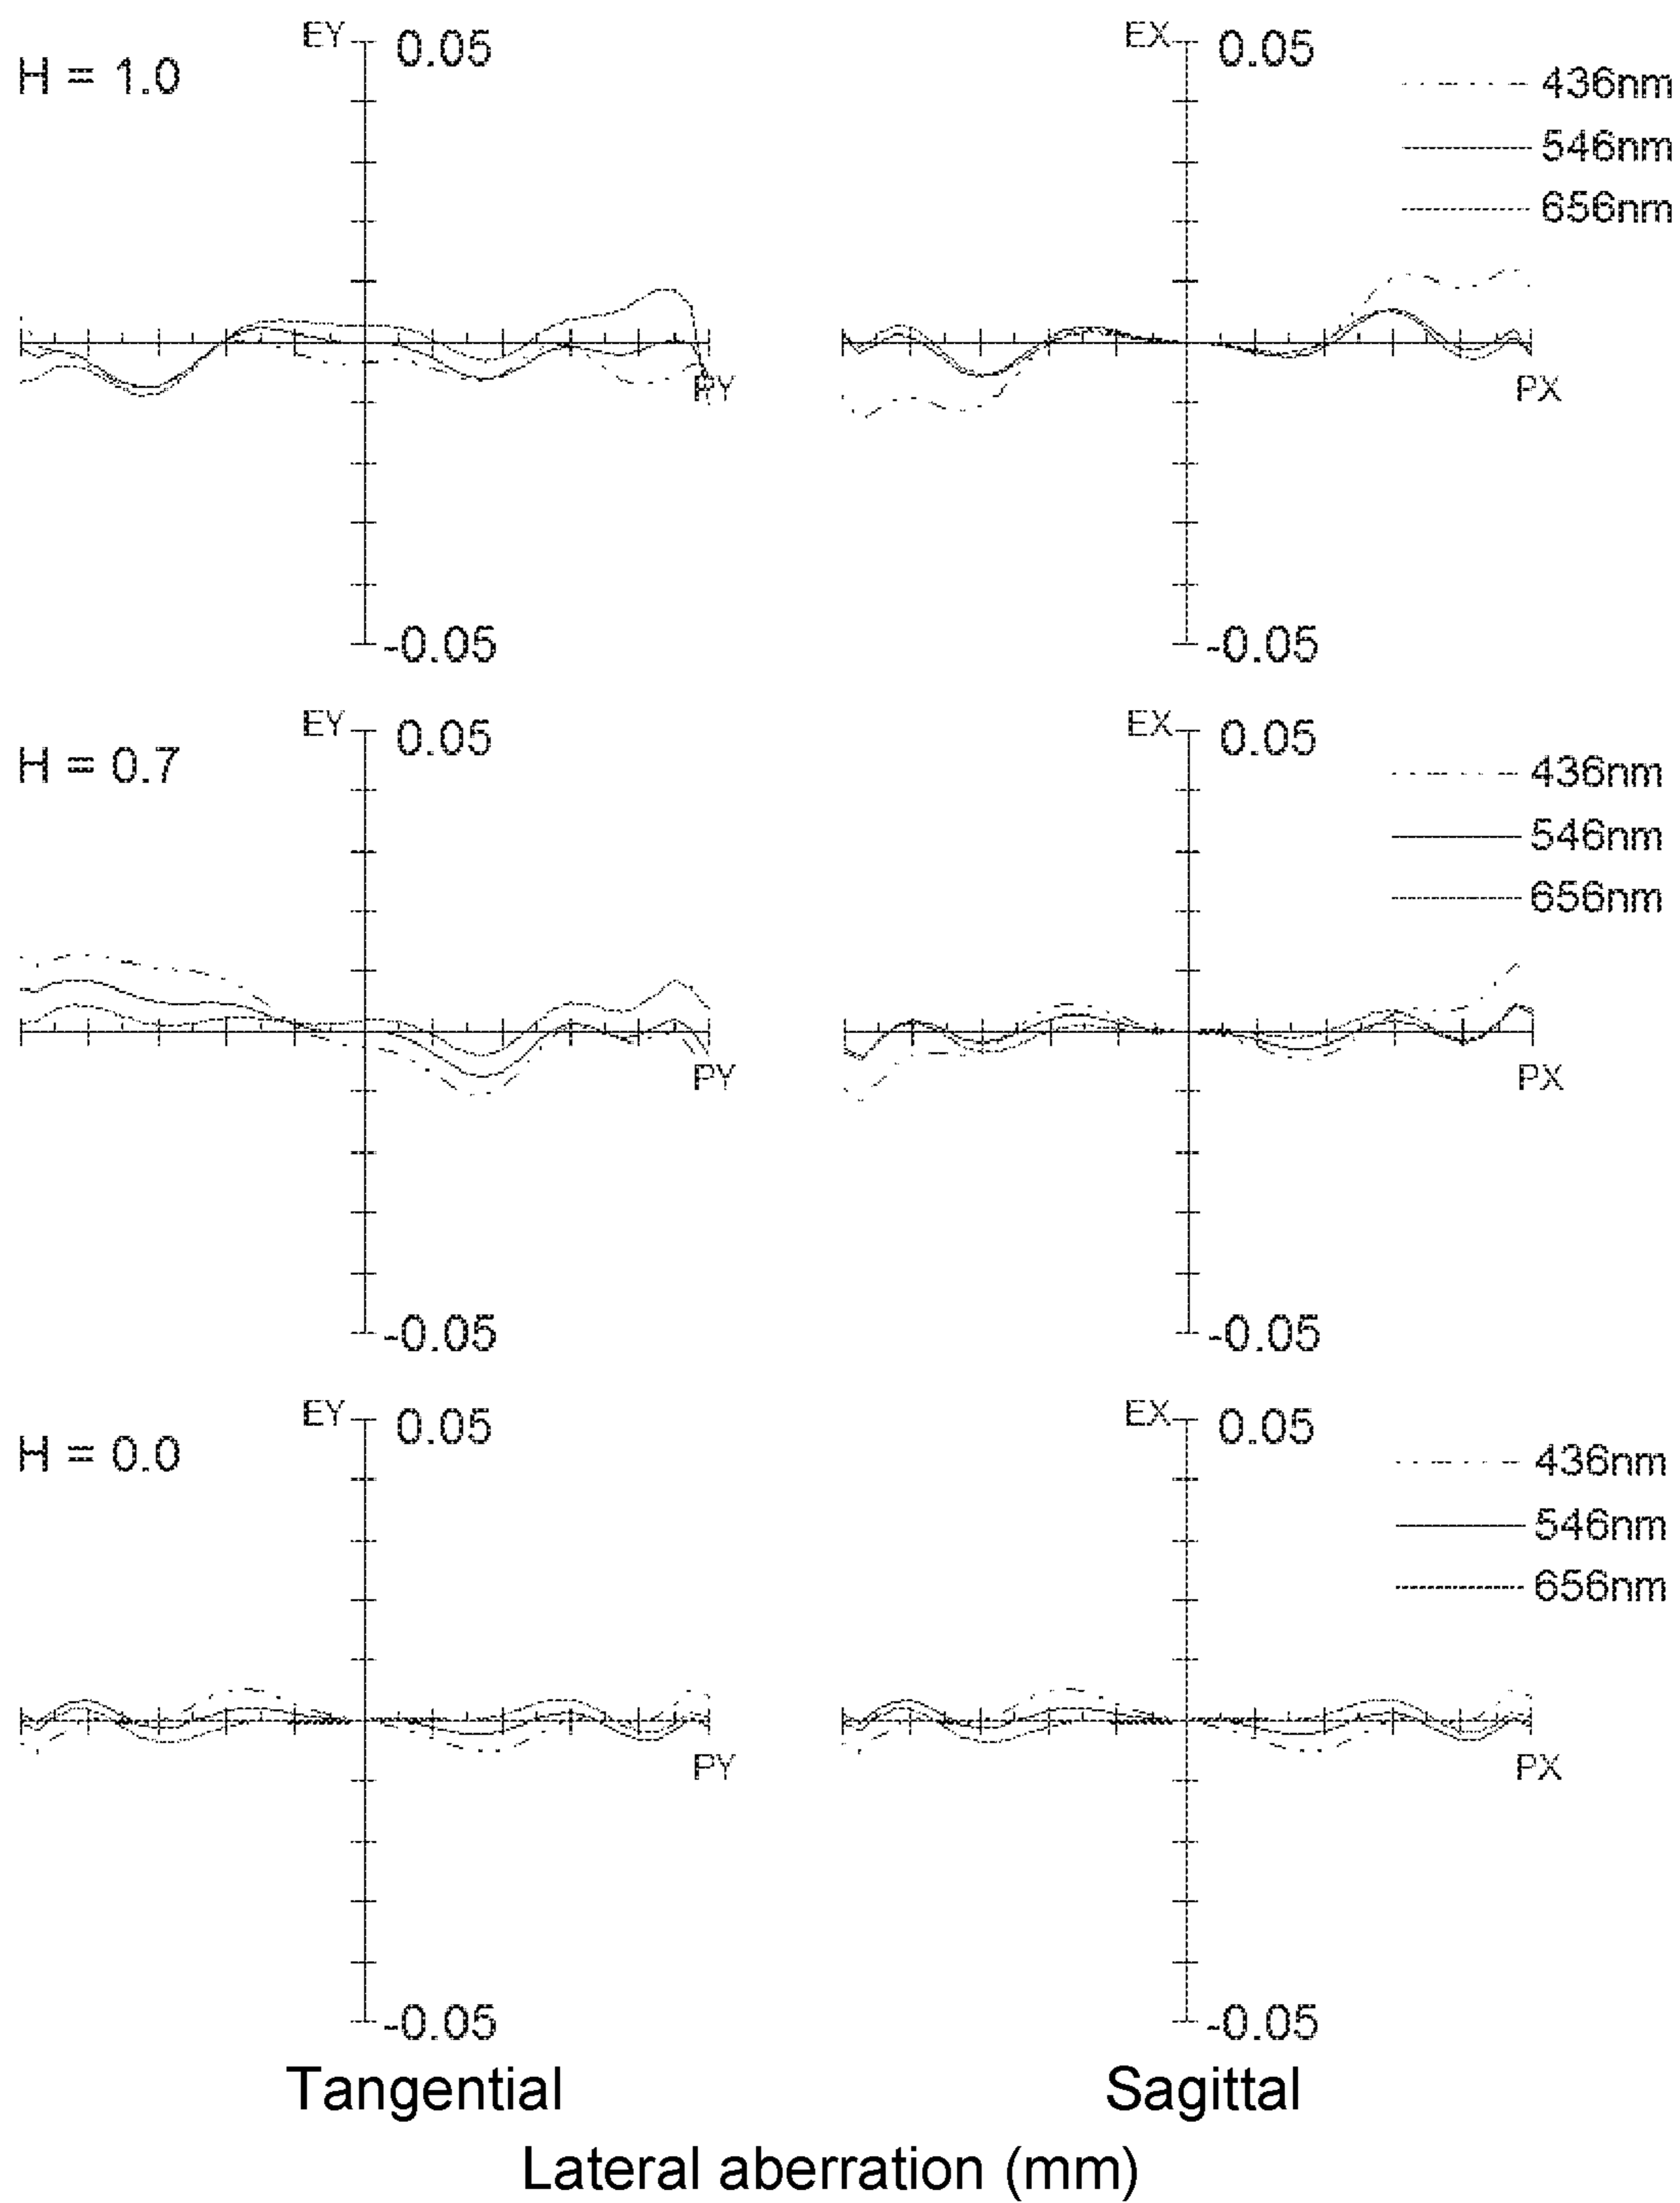 EY 0.05 EX 0.05
H = 1.0
436nm
546nm
656nm
PY PX
-0.05 -0.05
EY 0.05 EX 0.05
H = 0.7
436nm
546nm
656nm
PY PX
-0.05 -0.05
EY 0.05 EX 0.05
H = 0.0
436nm
546nm
656nm
PY PX
-0.05 -0.05
Tangential Sagittal
Lateral aberration (mm)